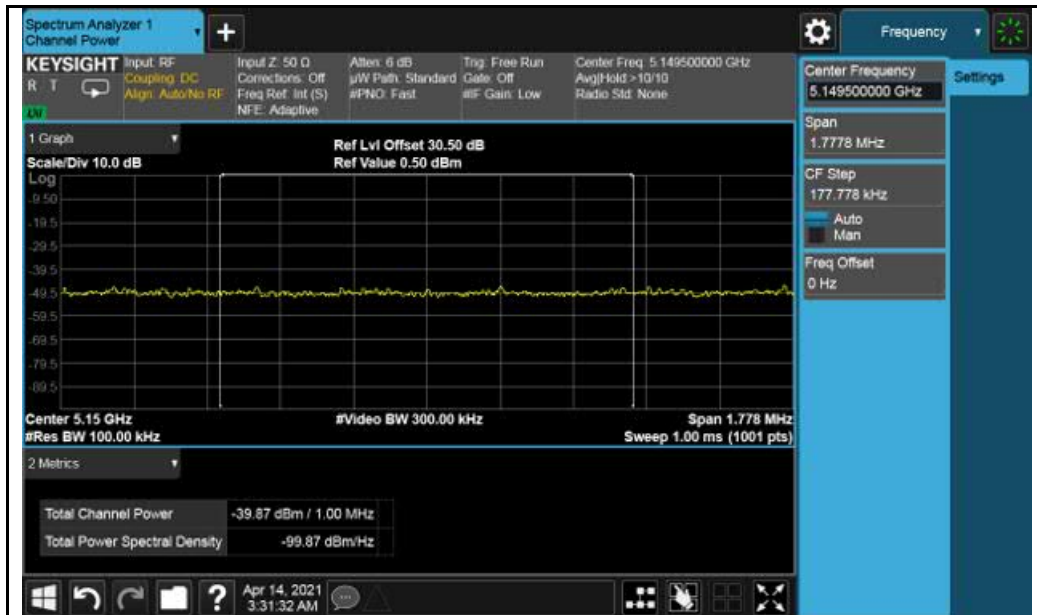 Spectrum Analyzer 1
Channel Power
+
Frequency
KEYSIGHT
R T
Input: RF
Coupling: DC
Align: Auto/No RF
Input Z: 50 Ω
Corrections: Off
Freq Ref: Int (S)
NFE: Adaptive
Atten: 6 dB
µW Path: Standard
#PNO: Fast
Trig: Free Run
Gate: Off
#IF Gain: Low
Center Freq: 5.149500000 GHz
Avg|Hold >10/10
Radio Std: None
Center Frequency
5.149500000 GHz
Settings
Span
1.7778 MHz
CF Step
177.778 kHz
Auto
Man
Freq Offset
0 Hz
1 Graph
Scale/Div 10.0 dB
Ref Lvl Offset 30.50 dB
Ref Value 0.50 dBm
Log
-9.50
-19.5
-29.5
-39.5
-49.5
-59.5
-69.5
-79.5
-89.5
Center 5.15 GHz
#Res BW 100.00 kHz
#Video BW 300.00 kHz
Span 1.778 MHz
Sweep 1.00 ms (1001 pts)
2 Metrics
Total Channel Power -39.87 dBm / 1.00 MHz
Total Power Spectral Density -99.87 dBm/Hz
?
Apr 14, 2021
3:31:32 AM